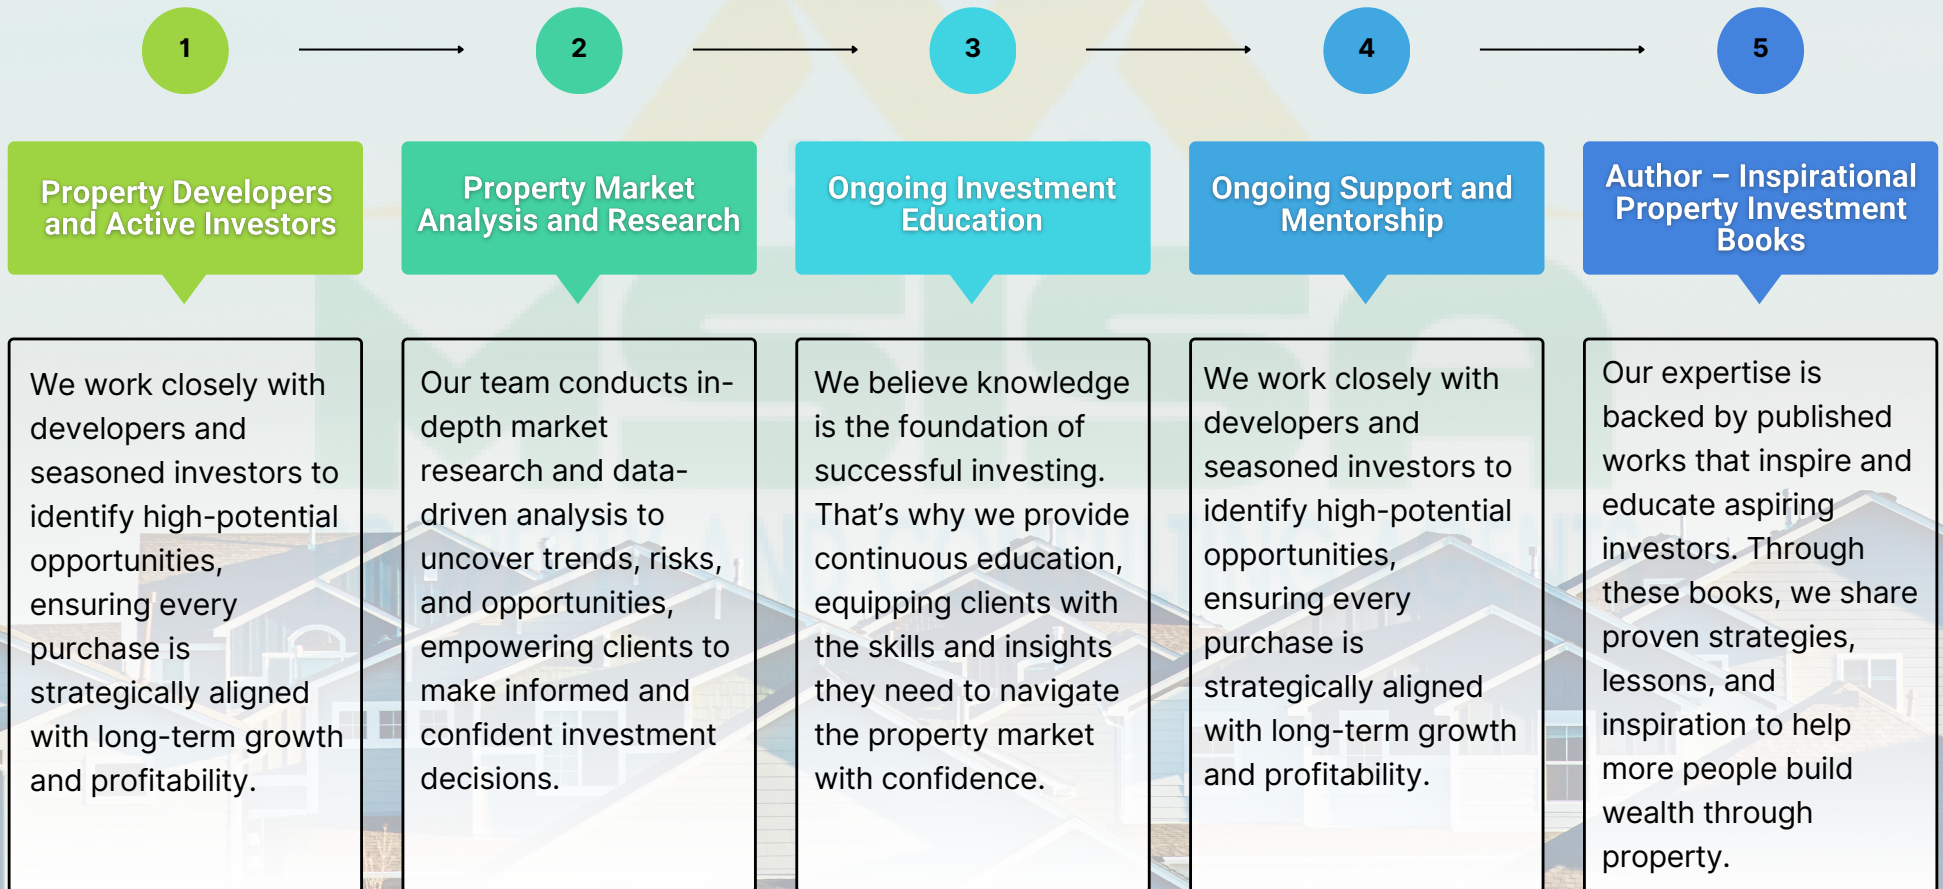 1
2
3
4
5
Property Developers
and Active Investors
Property Market
Analysis and Research
Ongoing Investment
Education
Ongoing Support and
Mentorship
Author – Inspirational
Property Investment
Books
We work closely with
developers and
seasoned investors to
identify high-potential
opportunities,
ensuring every
purchase is
strategically aligned
with long-term growth
and profitability.
Our team conducts in-
depth market
research and data-
driven analysis to
uncover trends, risks,
and opportunities,
empowering clients to
make informed and
confident investment
decisions.
We believe knowledge
is the foundation of
successful investing.
That’s why we provide
continuous education,
equipping clients with
the skills and insights
they need to navigate
the property market
with confidence.
We work closely with
developers and
seasoned investors to
identify high-potential
opportunities,
ensuring every
purchase is
strategically aligned
with long-term growth
and profitability.
Our expertise is
backed by published
works that inspire and
educate aspiring
investors. Through
these books, we share
proven strategies,
lessons, and
inspiration to help
more people build
wealth through
property.